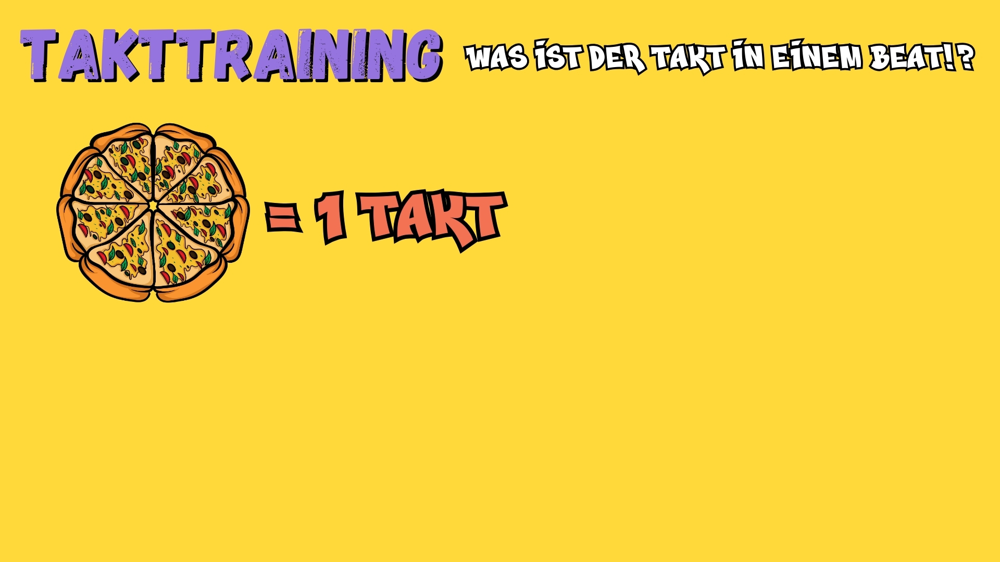 TAKTTRAINING
WAS IST DER TAKT IN EINEM BEAT!?
= 1 TAKT